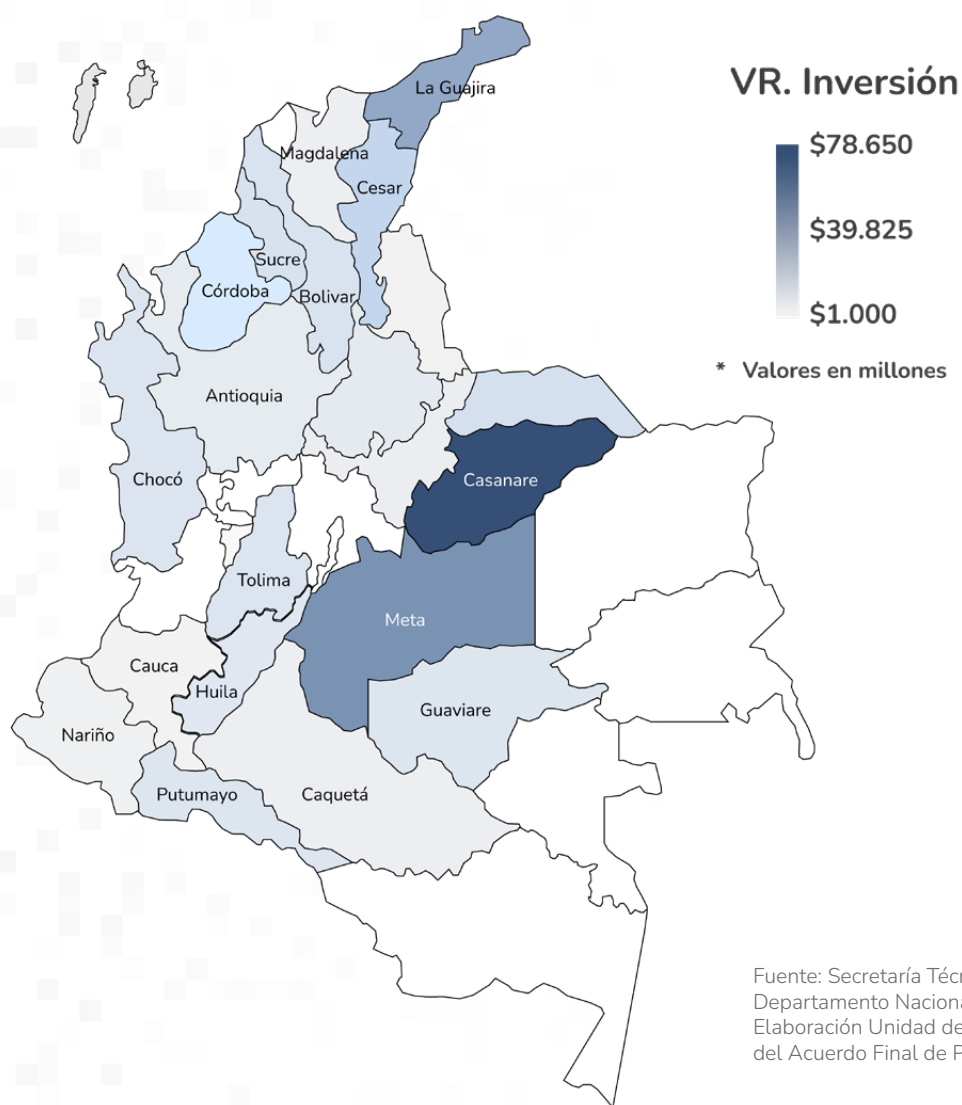 La Guajira
Magdalena
Cesar
Sucre
Córdoba
Bolivar
Antioquia
Chocó
Casanare
Tolima
Meta
Cauca
Huila
Guaviare
Nariño
Putumayo
Caquetá
VR. Inversión
$78.650
$39.825
$1.000
* Valores en millones
Fuente: Secretaría Técn
Departamento Naciona
Elaboración Unidad de
del Acuerdo Final de P